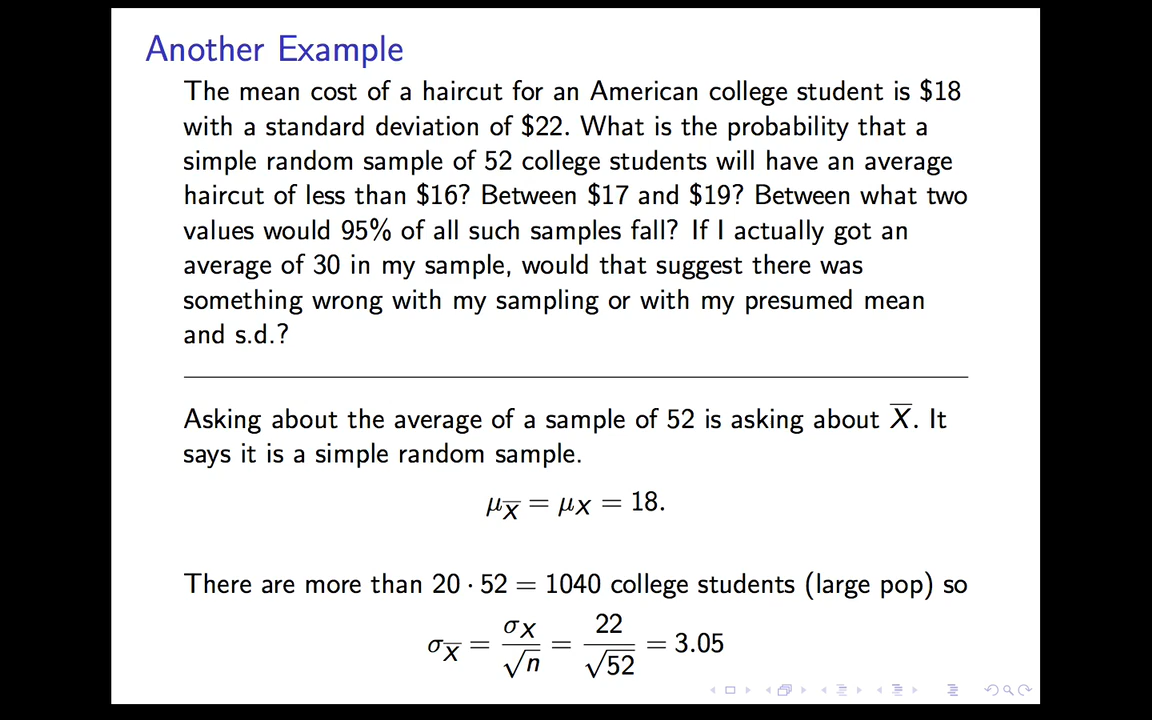 Another Example
The mean cost of a haircut for an American college student is $18
with a standard deviation of $22. What is the probability that a
simple random sample of 52 college students will have an average
haircut of less than $16? Between $17 and $19? Between what two
values would 95% of all such samples fall? If I actually got an
average of 30 in my sample, would that suggest there was
something wrong with my sampling or with my presumed mean
and s.d.?
Asking about the average of a sample of 52 is asking about X̅. It
says it is a simple random sample.
μ_X̅ = μ_X = 18.
There are more than 20 · 52 = 1040 college students (large pop) so
σ_X̅ = σ_X / √n = 22 / √52 = 3.05